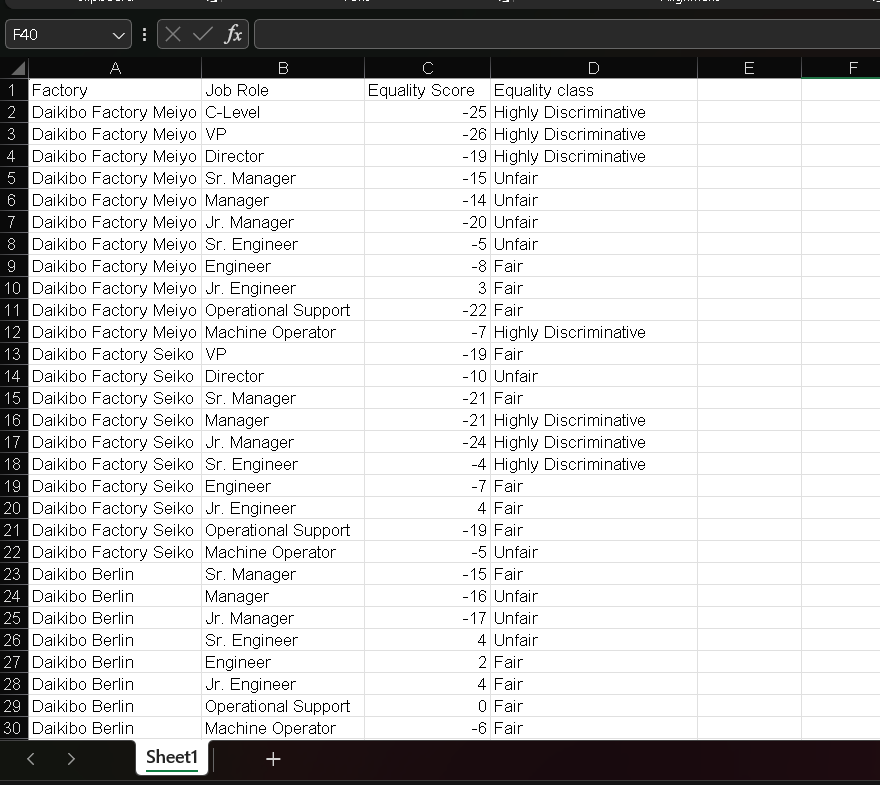 F40 fx
A B C D E F
1 Factory Job Role Equality Score Equality class
2 Daikibo Factory Meiyo C-Level -25 Highly Discriminative
3 Daikibo Factory Meiyo VP -26 Highly Discriminative
4 Daikibo Factory Meiyo Director -19 Highly Discriminative
5 Daikibo Factory Meiyo Sr. Manager -15 Unfair
6 Daikibo Factory Meiyo Manager -14 Unfair
7 Daikibo Factory Meiyo Jr. Manager -20 Unfair
8 Daikibo Factory Meiyo Sr. Engineer -5 Unfair
9 Daikibo Factory Meiyo Engineer -8 Fair
10 Daikibo Factory Meiyo Jr. Engineer 3 Fair
11 Daikibo Factory Meiyo Operational Support -22 Fair
12 Daikibo Factory Meiyo Machine Operator -7 Highly Discriminative
13 Daikibo Factory Seiko VP -19 Fair
14 Daikibo Factory Seiko Director -10 Unfair
15 Daikibo Factory Seiko Sr. Manager -21 Fair
16 Daikibo Factory Seiko Manager -21 Highly Discriminative
17 Daikibo Factory Seiko Jr. Manager -24 Highly Discriminative
18 Daikibo Factory Seiko Sr. Engineer -4 Highly Discriminative
19 Daikibo Factory Seiko Engineer -7 Fair
20 Daikibo Factory Seiko Jr. Engineer 4 Fair
21 Daikibo Factory Seiko Operational Support -19 Fair
22 Daikibo Factory Seiko Machine Operator -5 Unfair
23 Daikibo Berlin Sr. Manager -15 Fair
24 Daikibo Berlin Manager -16 Unfair
25 Daikibo Berlin Jr. Manager -17 Unfair
26 Daikibo Berlin Sr. Engineer 4 Unfair
27 Daikibo Berlin Engineer 2 Fair
28 Daikibo Berlin Jr. Engineer 4 Fair
29 Daikibo Berlin Operational Support 0 Fair
30 Daikibo Berlin Machine Operator -6 Fair
Sheet1